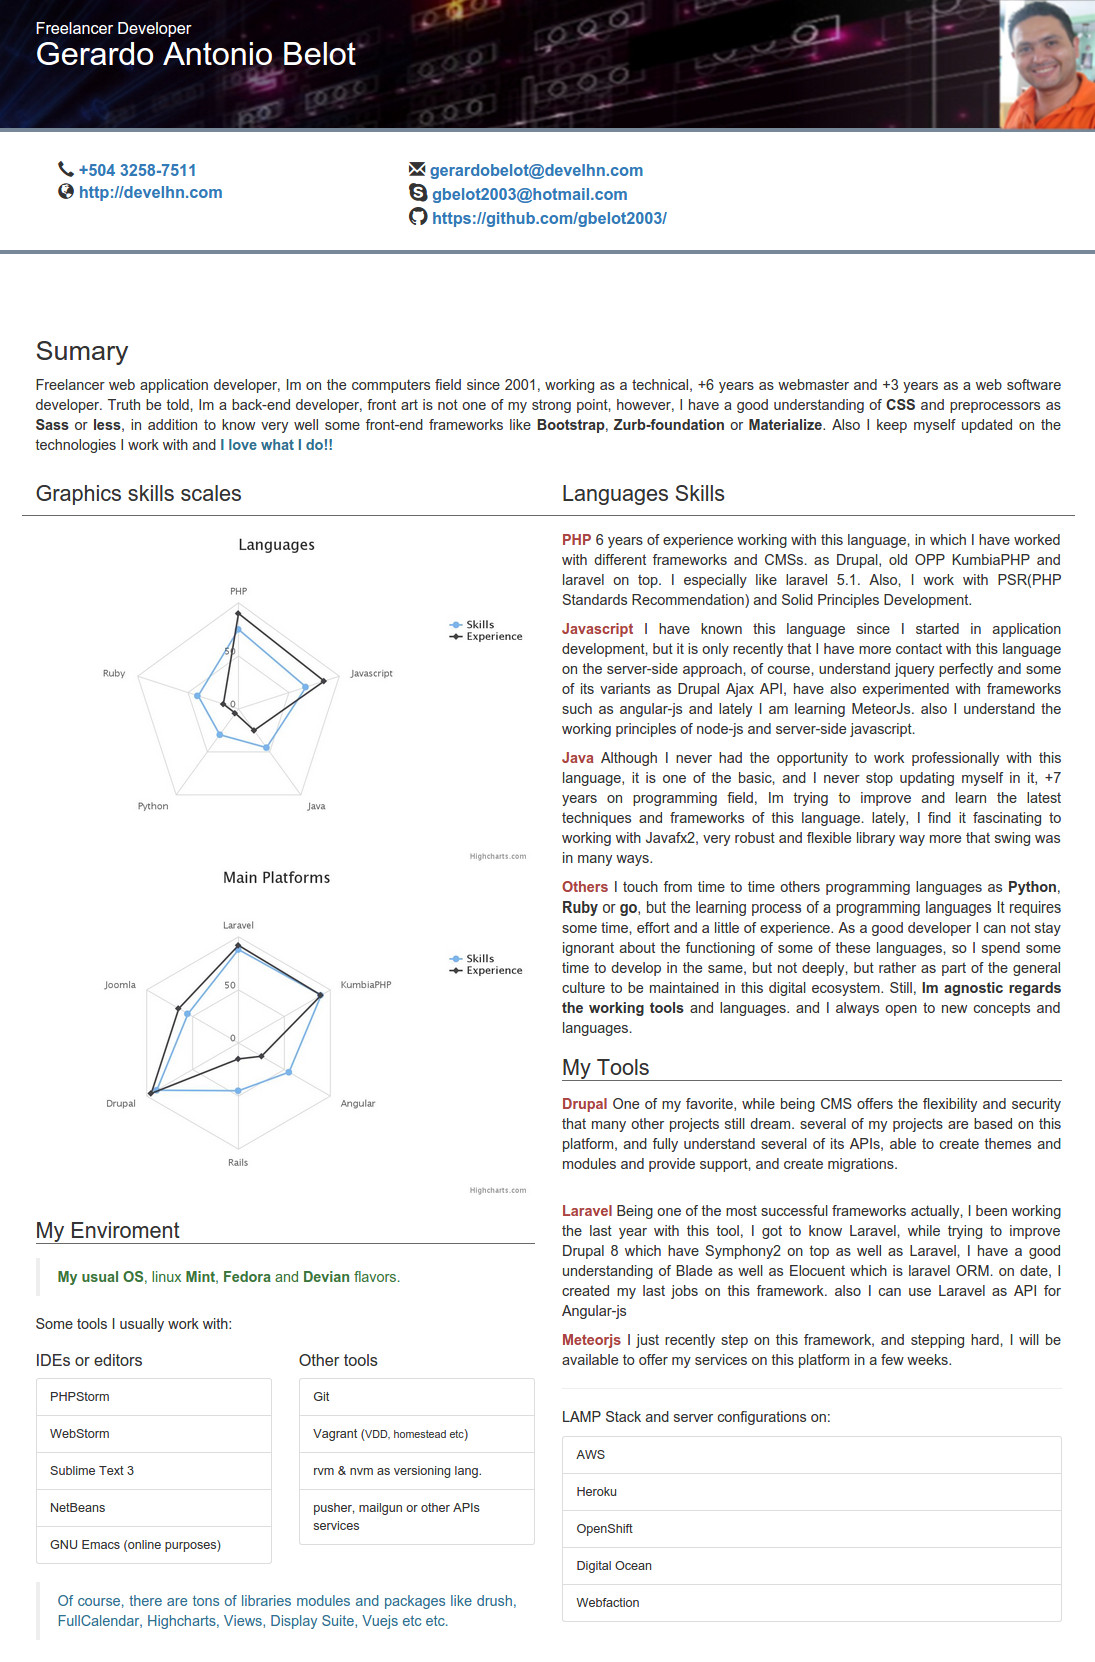 Freelancer Developer
Gerardo Antonio Belot
+504 3258-7511
http://develhn.com
gerardobelot@develhn.com
gbelot2003@hotmail.com
https://github.com/gbelot2003/
Sumary
Freelancer web application developer, Im on the commputers field since 2001, working as a technical, +6 years as webmaster and +3 years as a web software
developer. Truth be told, Im a back-end developer, front art is not one of my strong point, however, I have a good understanding of CSS and preprocessors as
Sass or less, in addition to know very well some front-end frameworks like Bootstrap, Zurb-foundation or Materialize. Also I keep myself updated on the
technologies I work with and I love what I do!!
Graphics skills scales
Languages
PHP
Skills
Experience
50
Ruby
Javascript
0
Python
Java
Highcharts.com
Main Platforms
Laravel
Skills
Experience
Joomla
50
KumbiaPHP
0
Drupal
Angular
Rails
Highcharts.com
My Enviroment
My usual OS, linux Mint, Fedora and Devian flavors.
Some tools I usually work with:
IDEs or editors
PHPStorm
WebStorm
Sublime Text 3
NetBeans
GNU Emacs (online purposes)
Other tools
Git
Vagrant (VDD, homestead etc)
rvm & nvm as versioning lang.
pusher, mailgun or other APIs
services
Of course, there are tons of libraries modules and packages like drush,
FullCalendar, Highcharts, Views, Display Suite, Vuejs etc etc.
Languages Skills
PHP 6 years of experience working with this language, in which I have worked
with different frameworks and CMSs. as Drupal, old OPP KumbiaPHP and
laravel on top. I especially like laravel 5.1. Also, I work with PSR(PHP
Standards Recommendation) and Solid Principles Development.
Javascript I have known this language since I started in application
development, but it is only recently that I have more contact with this language
on the server-side approach, of course, understand jquery perfectly and some
of its variants as Drupal Ajax API, have also experimented with frameworks
such as angular-js and lately I am learning MeteorJs. also I understand the
working principles of node-js and server-side javascript.
Java Although I never had the opportunity to work professionally with this
language, it is one of the basic, and I never stop updating myself in it, +7
years on programming field, Im trying to improve and learn the latest
techniques and frameworks of this language. lately, I find it fascinating to
working with Javafx2, very robust and flexible library way more that swing was
in many ways.
Others I touch from time to time others programming languages as Python,
Ruby or go, but the learning process of a programming languages It requires
some time, effort and a little of experience. As a good developer I can not stay
ignorant about the functioning of some of these languages, so I spend some
time to develop in the same, but not deeply, but rather as part of the general
culture to be maintained in this digital ecosystem. Still, Im agnostic regards
the working tools and languages. and I always open to new concepts and
languages.
My Tools
Drupal One of my favorite, while being CMS offers the flexibility and security
that many other projects still dream. several of my projects are based on this
platform, and fully understand several of its APIs, able to create themes and
modules and provide support, and create migrations.
Laravel Being one of the most successful frameworks actually, I been working
the last year with this tool, I got to know Laravel, while trying to improve
Drupal 8 which have Symphony2 on top as well as Laravel, I have a good
understanding of Blade as well as Elocuent which is laravel ORM. on date, I
created my last jobs on this framework. also I can use Laravel as API for
Angular-js
Meteorjs I just recently step on this framework, and stepping hard, I will be
available to offer my services on this platform in a few weeks.
LAMP Stack and server configurations on:
AWS
Heroku
OpenShift
Digital Ocean
Webfaction